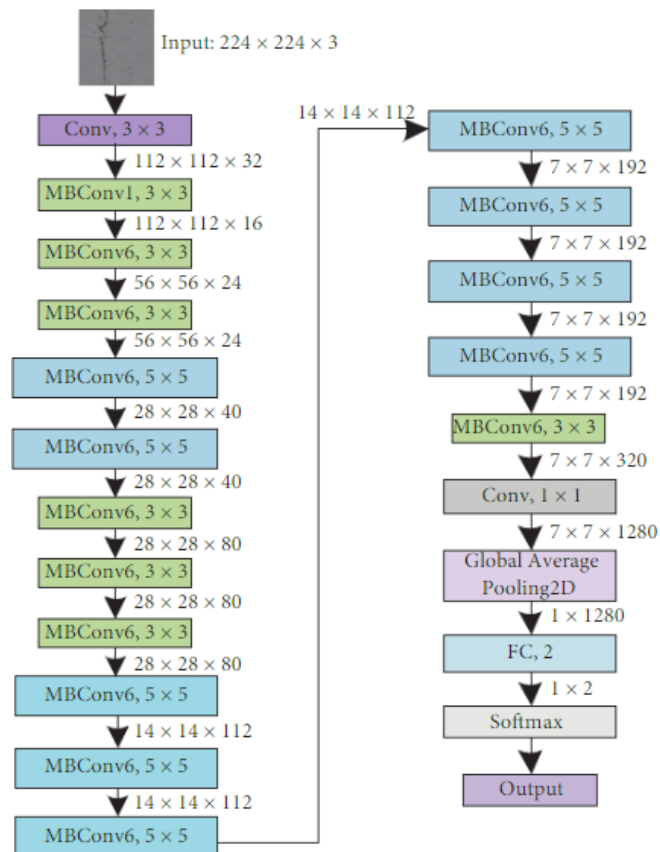 Input: 224 × 224 × 3
Conv, 3 × 3
112 × 112 × 32
MBConv1, 3 × 3
112 × 112 × 16
MBConv6, 3 × 3
56 × 56 × 24
MBConv6, 3 × 3
56 × 56 × 24
MBConv6, 5 × 5
28 × 28 × 40
MBConv6, 5 × 5
28 × 28 × 40
MBConv6, 3 × 3
28 × 28 × 80
MBConv6, 3 × 3
28 × 28 × 80
MBConv6, 3 × 3
28 × 28 × 80
MBConv6, 5 × 5
14 × 14 × 112
MBConv6, 5 × 5
14 × 14 × 112
MBConv6, 5 × 5
14 × 14 × 112
MBConv6, 5 × 5
7 × 7 × 192
MBConv6, 5 × 5
7 × 7 × 192
MBConv6, 5 × 5
7 × 7 × 192
MBConv6, 5 × 5
7 × 7 × 192
MBConv6, 3 × 3
7 × 7 × 320
Conv, 1 × 1
7 × 7 × 1280
Global Average
Pooling2D
1 × 1280
FC, 2
1 × 2
Softmax
Output